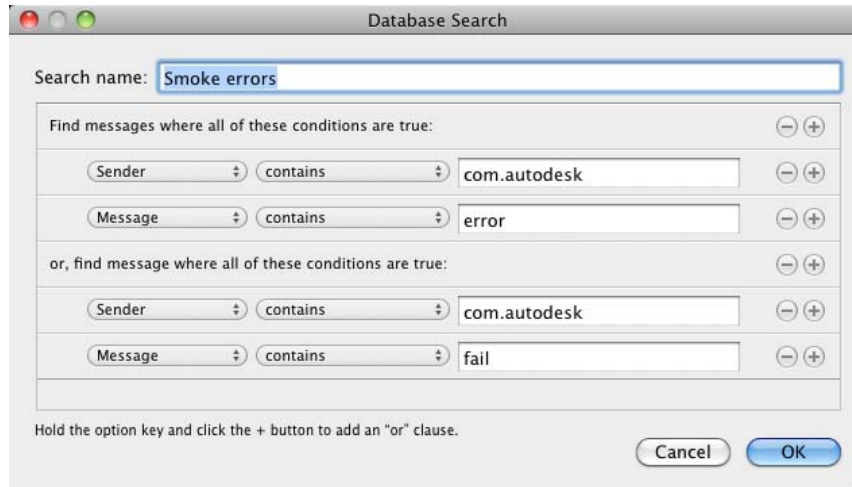 Database Search
Search name: Smoke errors
Find messages where all of these conditions are true:
Sender contains com.autodesk
Message contains error
or, find message where all of these conditions are true:
Sender contains com.autodesk
Message contains fail
Hold the option key and click the + button to add an “or” clause.
Cancel OK